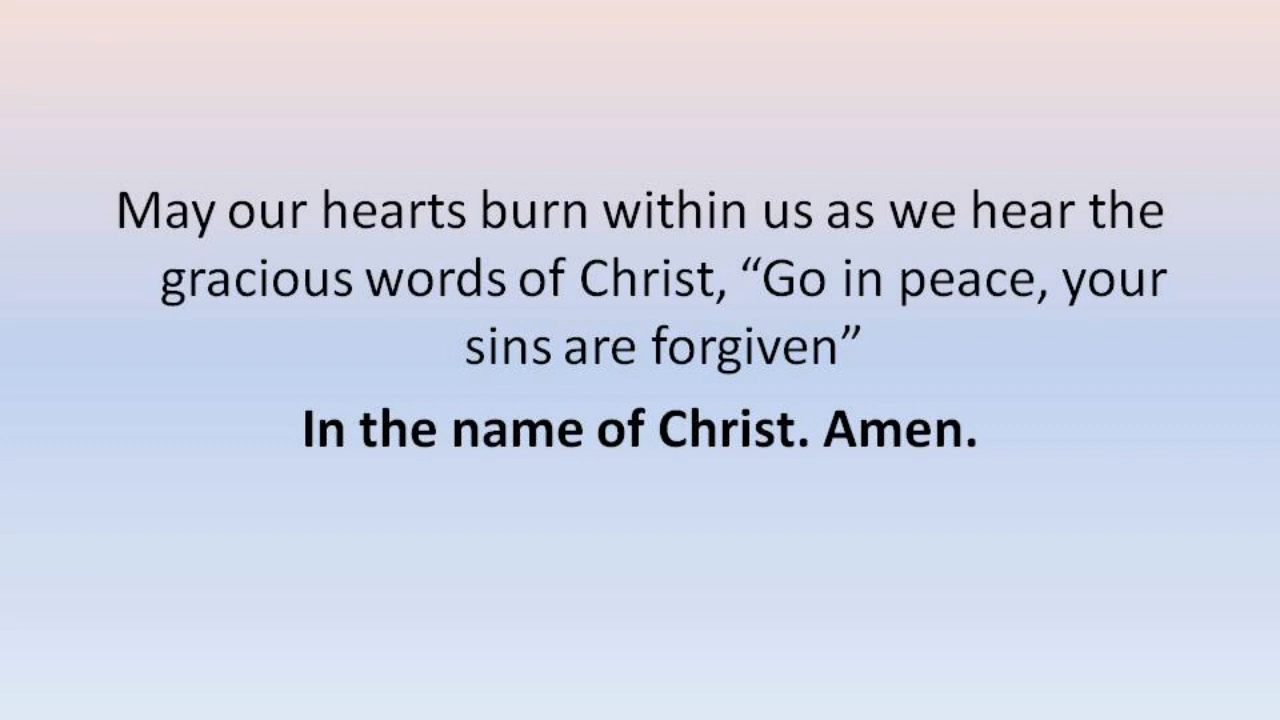 May our hearts burn within us as we hear the
gracious words of Christ, “Go in peace, your
sins are forgiven”
In the name of Christ. Amen.